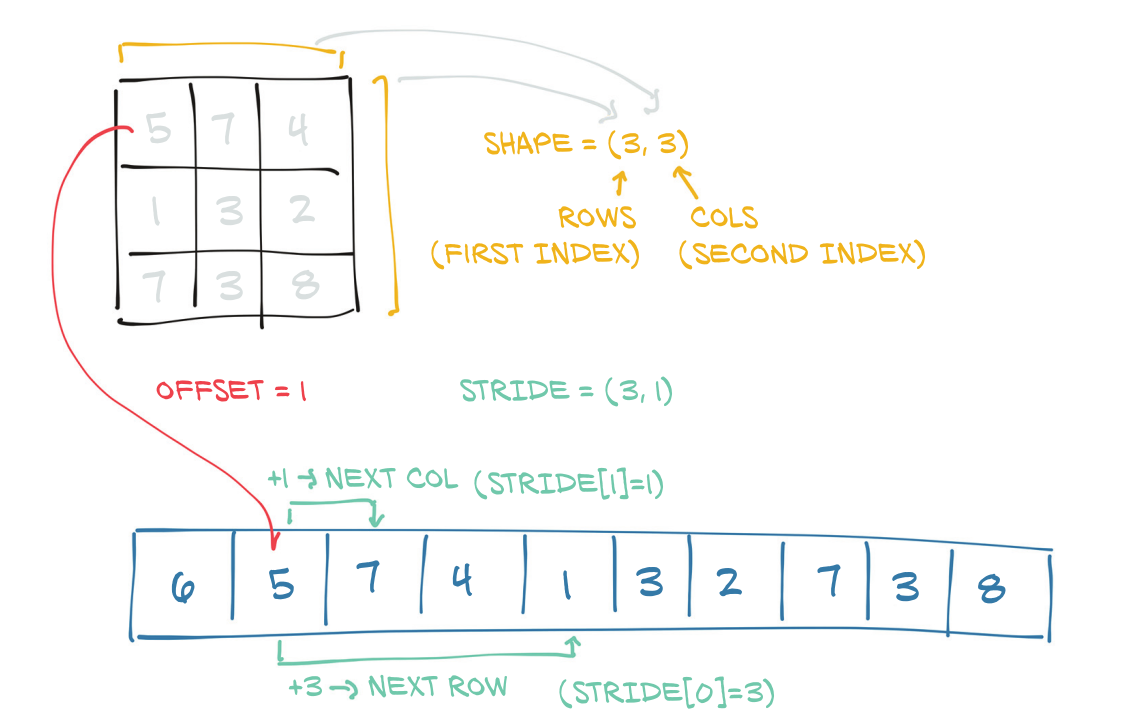 5 7 4
1 3 2
7 3 8
SHAPE = (3, 3)
ROWS
(FIRST INDEX)
COLS
(SECOND INDEX)
OFFSET = 1
STRIDE = (3, 1)
+1 → NEXT COL (STRIDE[1]=1)
6 5 7 4 1 3 2 7 3 8
+3 → NEXT ROW (STRIDE[0]=3)